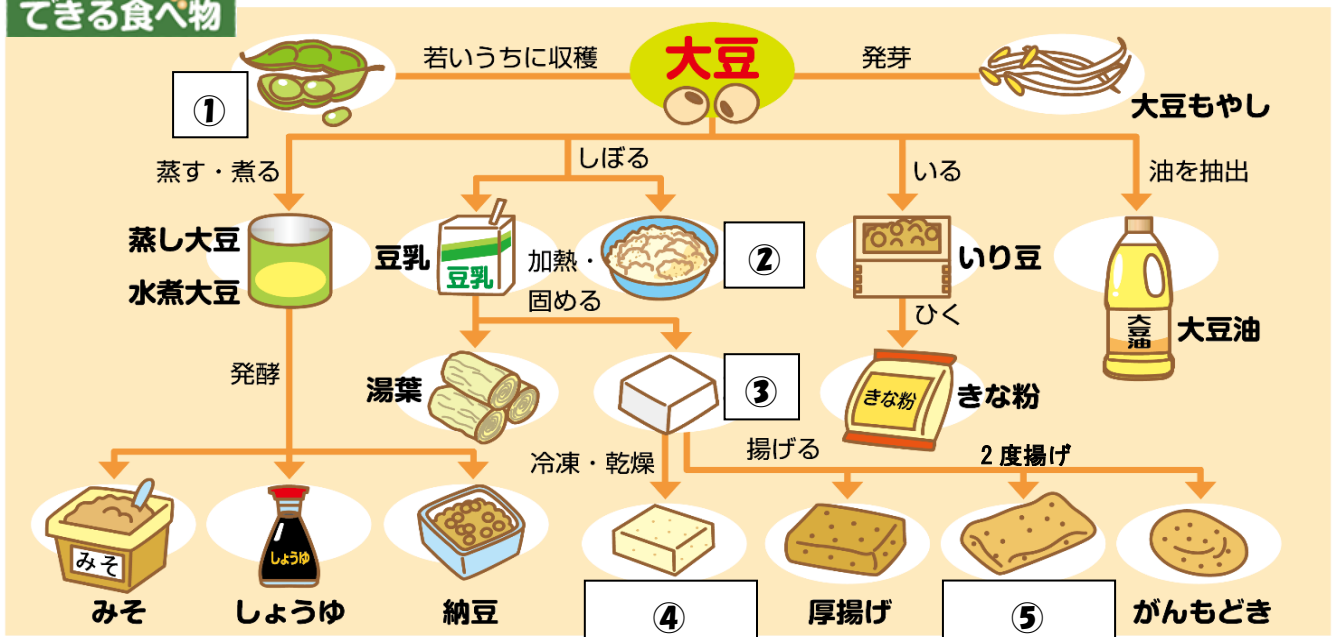 できる食べ物
若いうちに収穫
大豆
発芽
①
大豆もやし
蒸す・煮る
しぼる
いる
油を抽出
蒸し大豆
水煮大豆
豆乳
豆乳
加熱・
固める
②
いり豆
大豆油
大豆油
ひく
発酵
湯葉
③
きな粉
きな粉
冷凍・乾燥
揚げる
2度揚げ
みそ
しょうゆ
みそ
しょうゆ
納豆
④
厚揚げ
⑤
がんもどき